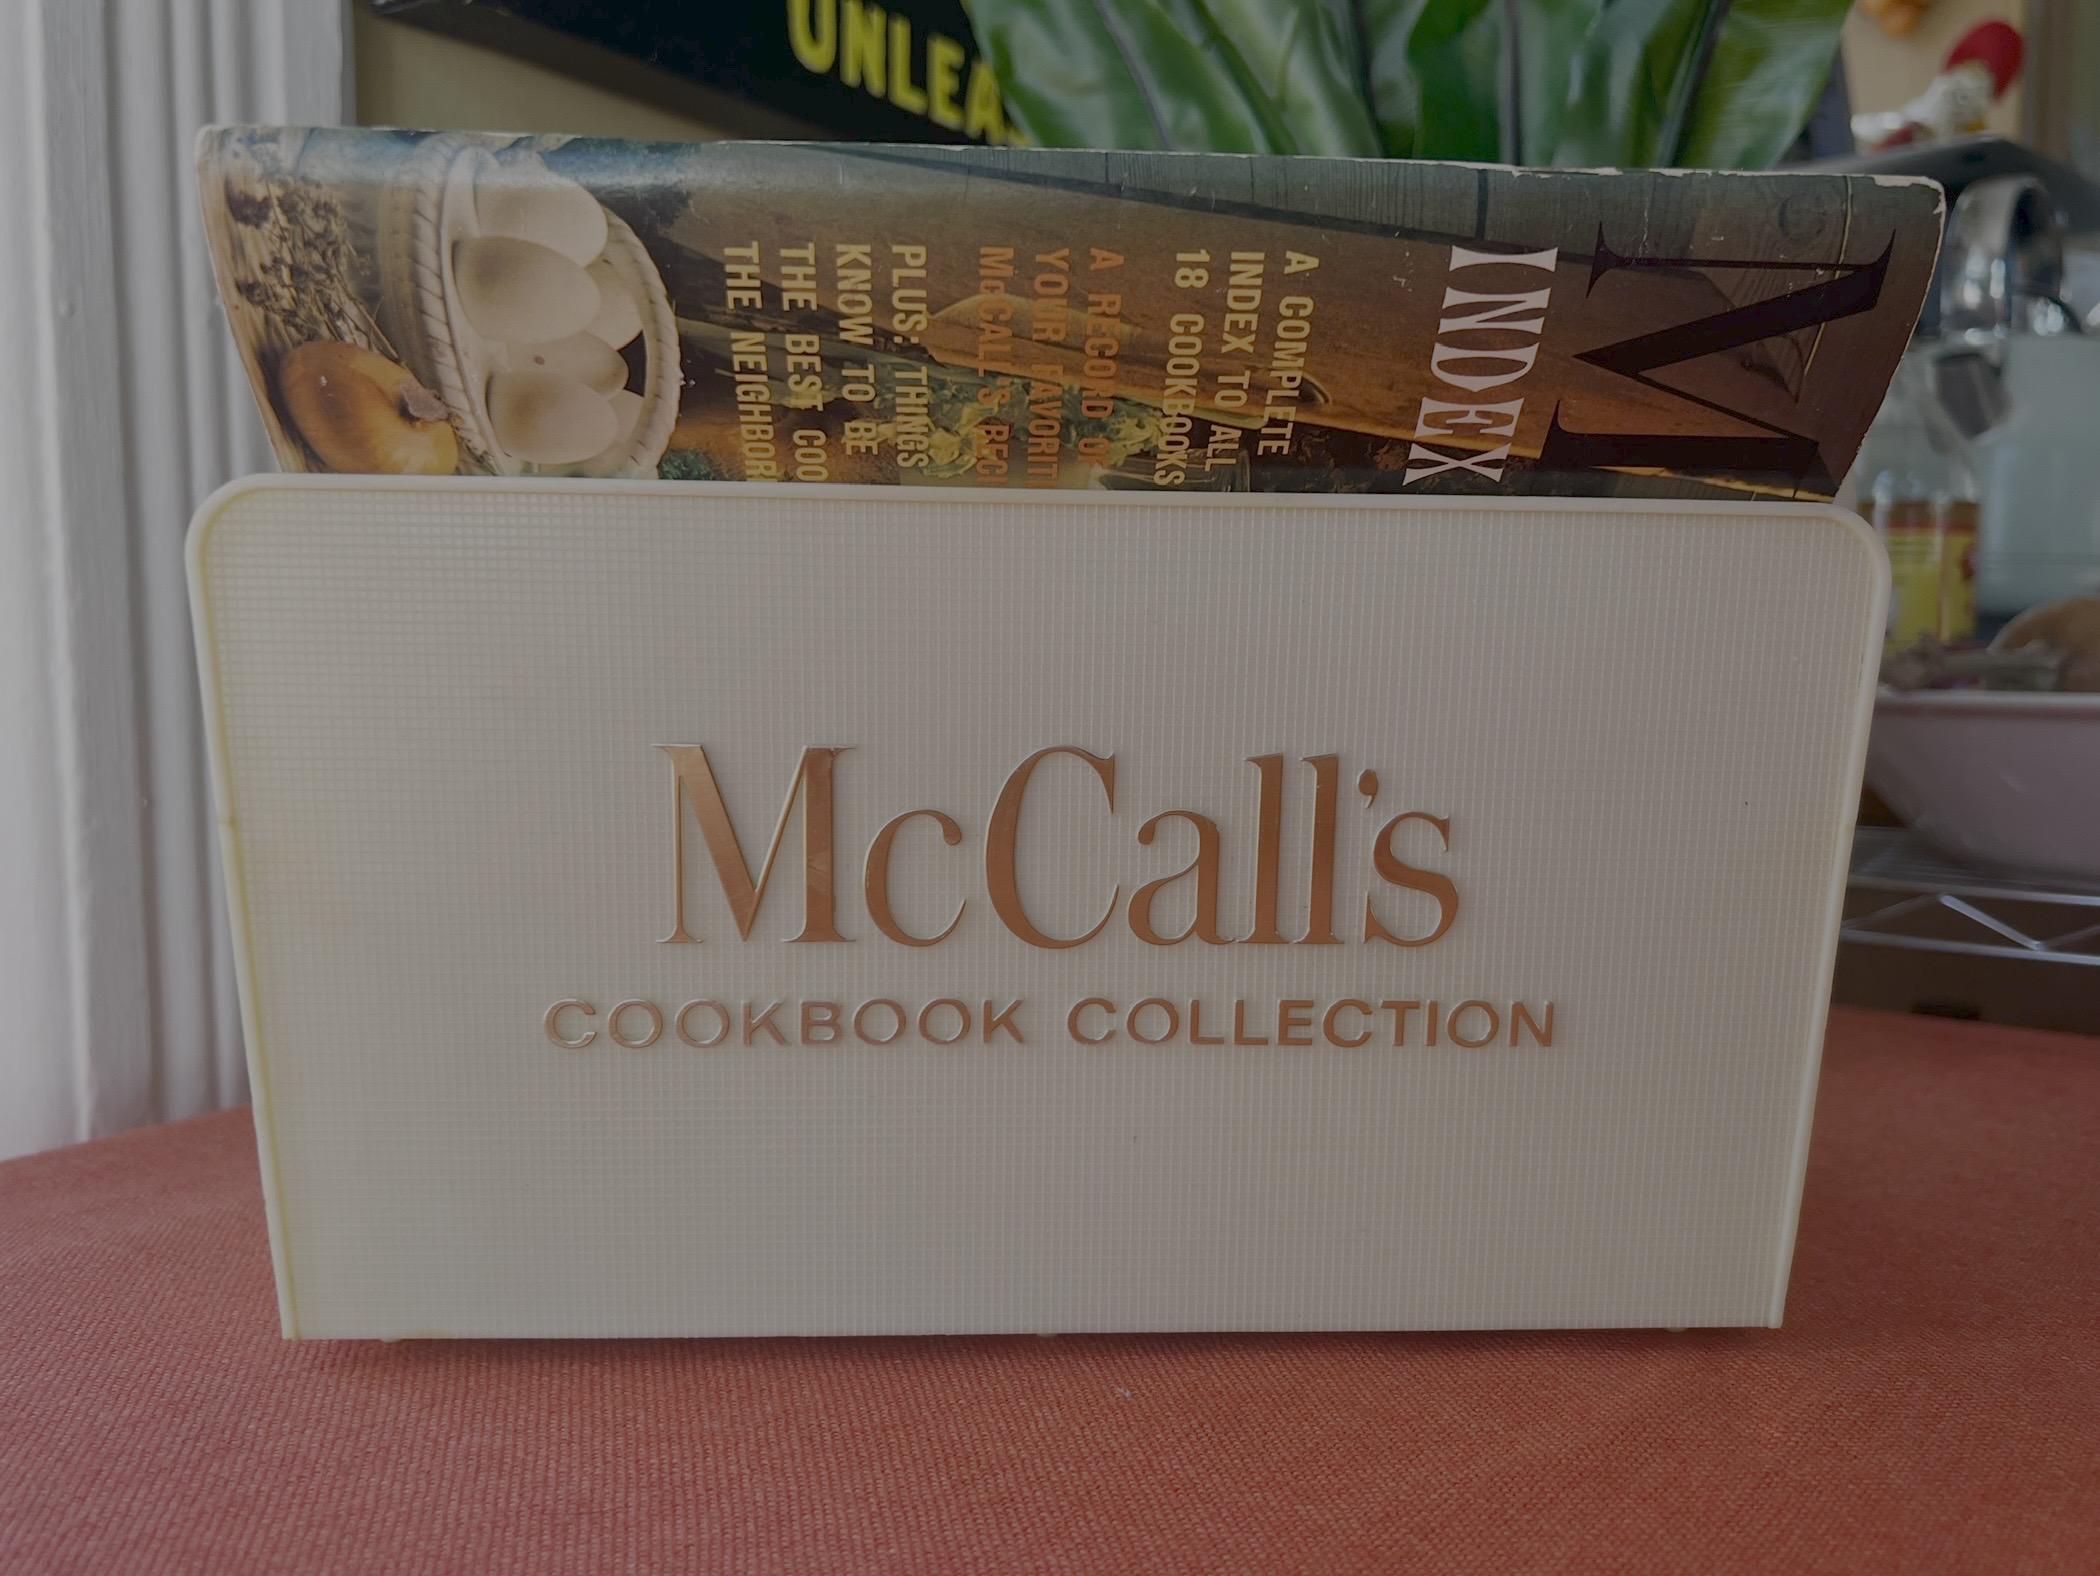 UNLEA
M
INDEX
A COMPLETE
INDEX TO ALL
18 COOKBOOKS
A RECORD OF
YOUR FAVORIT
McCALL'S RECI
PLUS: THINGS
KNOW TO BE
THE BEST COO
THE NEIGHBOR
McCall's
COOKBOOK COLLECTION